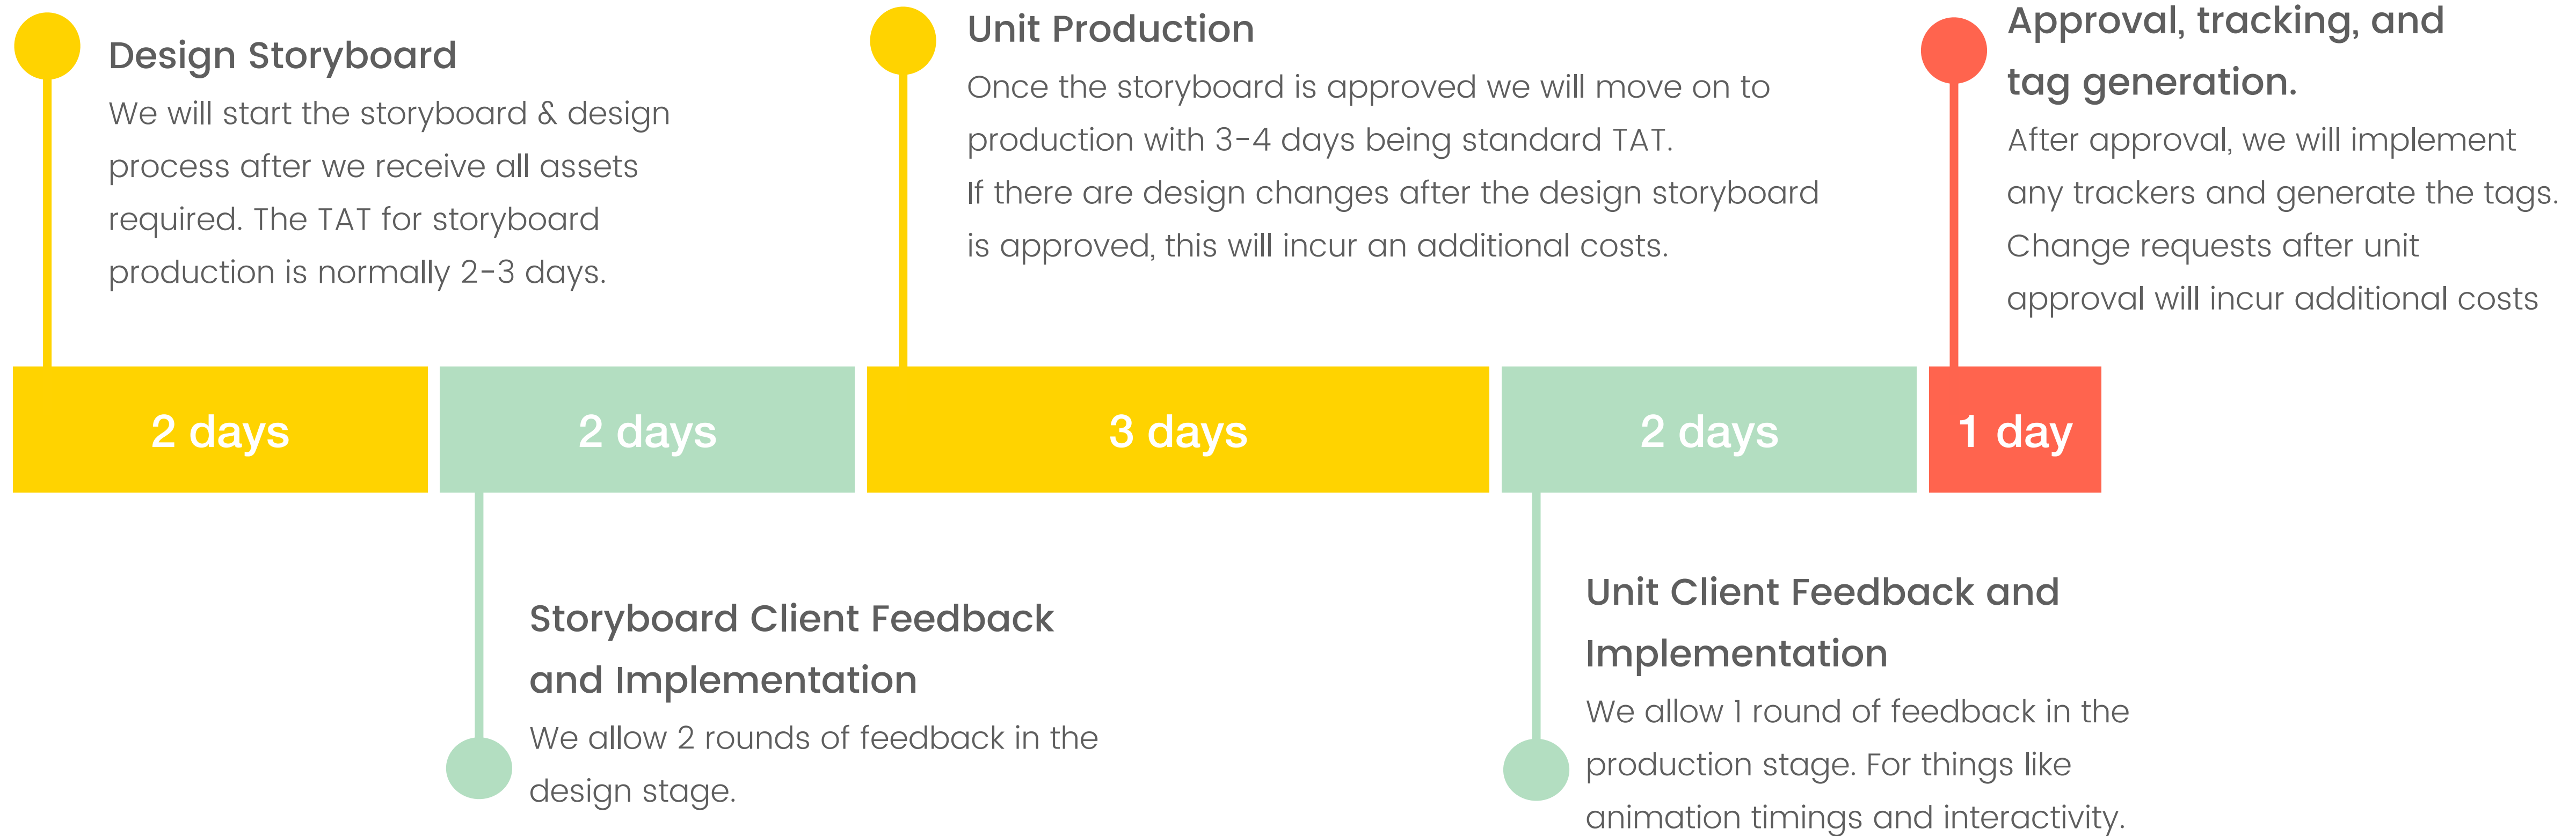 Design Storyboard
We will start the storyboard & design
process after we receive all assets
required. The TAT for storyboard
production is normally 2-3 days.
Unit Production
Once the storyboard is approved we will move on to
production with 3-4 days being standard TAT.
If there are design changes after the design storyboard
is approved, this will incur an additional costs.
Approval, tracking, and
tag generation.
After approval, we will implement
any trackers and generate the tags.
Change requests after unit
approval will incur additional costs
2 days
2 days
3 days
2 days
1 day
Storyboard Client Feedback
and Implementation
We allow 2 rounds of feedback in the
design stage.
Unit Client Feedback and
Implementation
We allow 1 round of feedback in the
production stage. For things like
animation timings and interactivity.